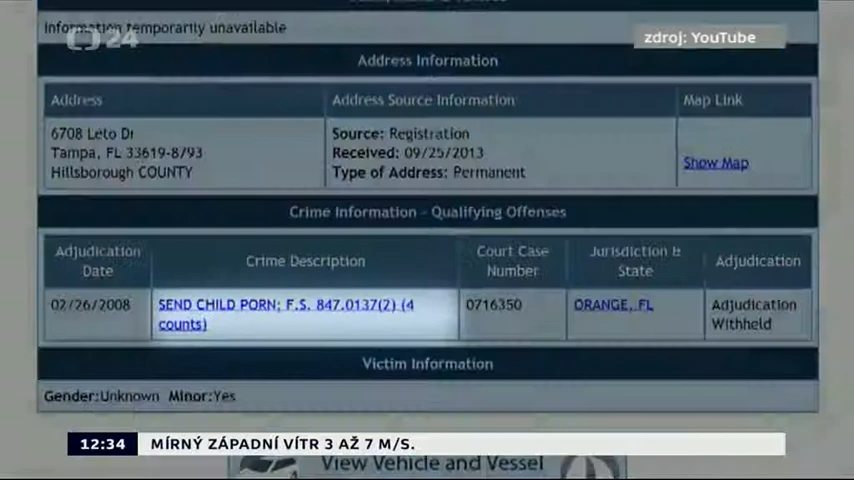 Information temporarily unavailable
24
zdroj: YouTube
Address Information
Address Address Source Information Map Link
6708 Leto Dr
Tampa, FL 33619-8793
Hillsborough COUNTY
Source: Registration
Received: 09/25/2013
Type of Address: Permanent
Show Map
Crime Information - Qualifying Offenses
Adjudication
Date
Crime Description
Court Case
Number
Jurisdiction &
State
Adjudication
02/26/2008
SEND CHILD PORN; F.S. 847.0137(2) (4
counts)
0716350
ORANGE, FL
Adjudication
Withheld
Victim Information
Gender:Unknown Minor:Yes
12:34 MÍRNÝ ZÁPADNÍ VÍTR 3 AŽ 7 M/S.
View Vehicle and Vessel